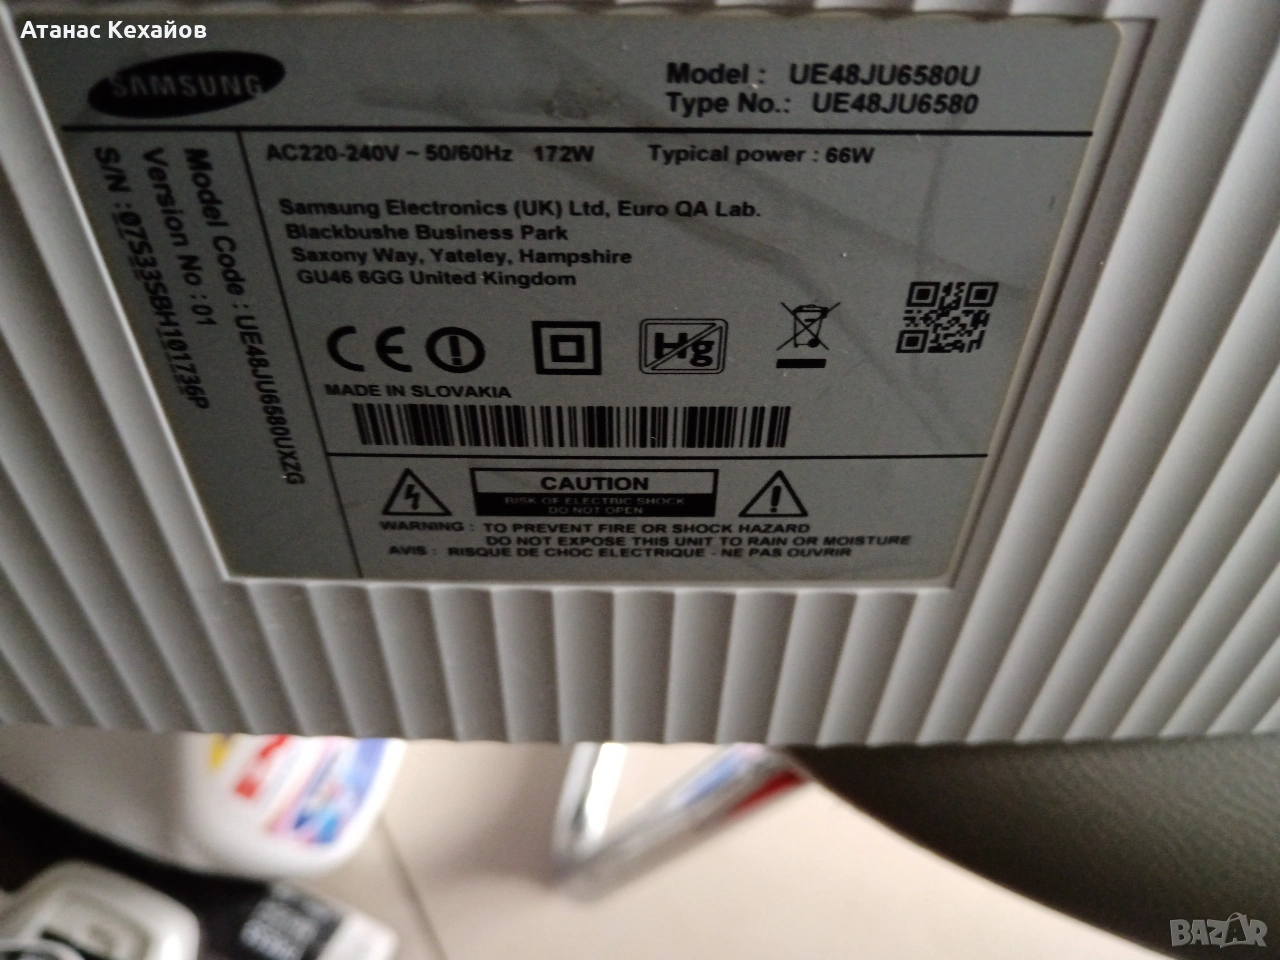 Атанас Кехайов
SAMSUNG
Model : UE48JU6580U
Type No.: UE48JU6580
AC220-240V ~ 50/60Hz 172W Typical power : 66W
Model Code : UE48JU6580UXZG
Version No : 01
S/N : 07S33SBH101736P
Samsung Electronics (UK) Ltd, Euro QA Lab.
Blackbushe Business Park
Saxony Way, Yateley, Hampshire
GU46 6GG United Kingdom
CE
Hg
MADE IN SLOVAKIA
CAUTION
RISK OF ELECTRIC SHOCK
DO NOT OPEN
WARNING : TO PREVENT FIRE OR SHOCK HAZARD
DO NOT EXPOSE THIS UNIT TO RAIN OR MOISTURE
AVIS : RISQUE DE CHOC ELECTRIQUE - NE PAS OUVRIR
BAZAR